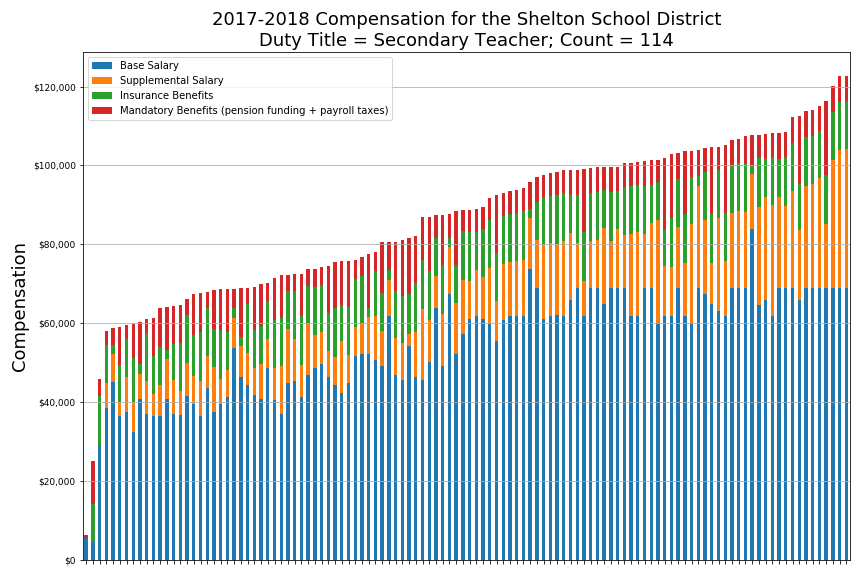 2017-2018 Compensation for the Shelton School District
Duty Title = Secondary Teacher; Count = 114
Base Salary
Supplemental Salary
Insurance Benefits
Mandatory Benefits (pension funding + payroll taxes)
$120,000
$100,000
$80,000
$60,000
$40,000
$20,000
$0
Compensation